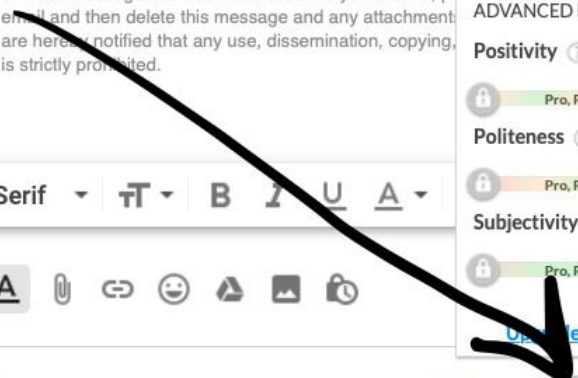 email and then delete this message and any attachments
are hereby notified that any use, dissemination, copying,
is strictly prohibited.
Serif
B I U A
A
ADVANCED
Positivity
Pro,
Politeness
Pro,
Subjectivity
Pro,